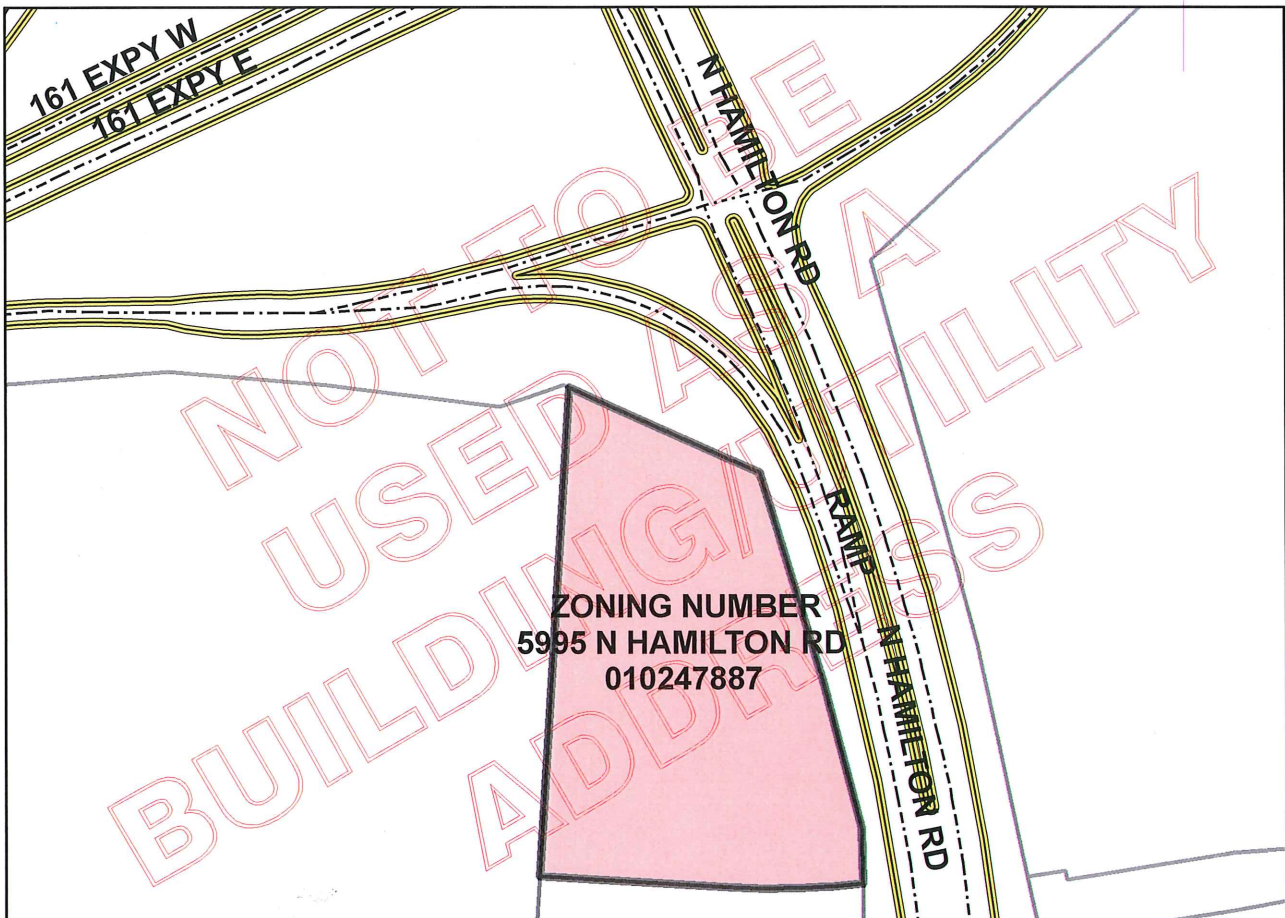 161 EXPY W
161 EXPY E
N HAMILTON RD
NOT TO BE
USED AS A
BUILDING/UTILITY
ADDRESS
RAMP
ZONING NUMBER
5995 N HAMILTON RD
010247887
N HAMILTON RD